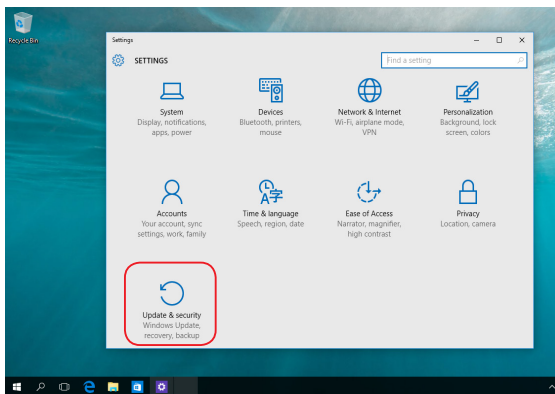 Recycle Bin
Settings
SETTINGS
Find a setting
System
Display, notifications,
apps, power
Devices
Bluetooth, printers,
mouse
Network & Internet
Wi-Fi, airplane mode,
VPN
Personalization
Background, lock
screen, colors
Accounts
Your account, sync
settings, work, family
Time & language
Speech, region, date
Ease of Access
Narrator, magnifier,
high contrast
Privacy
Location, camera
Update & security
Windows Update,
recovery, backup